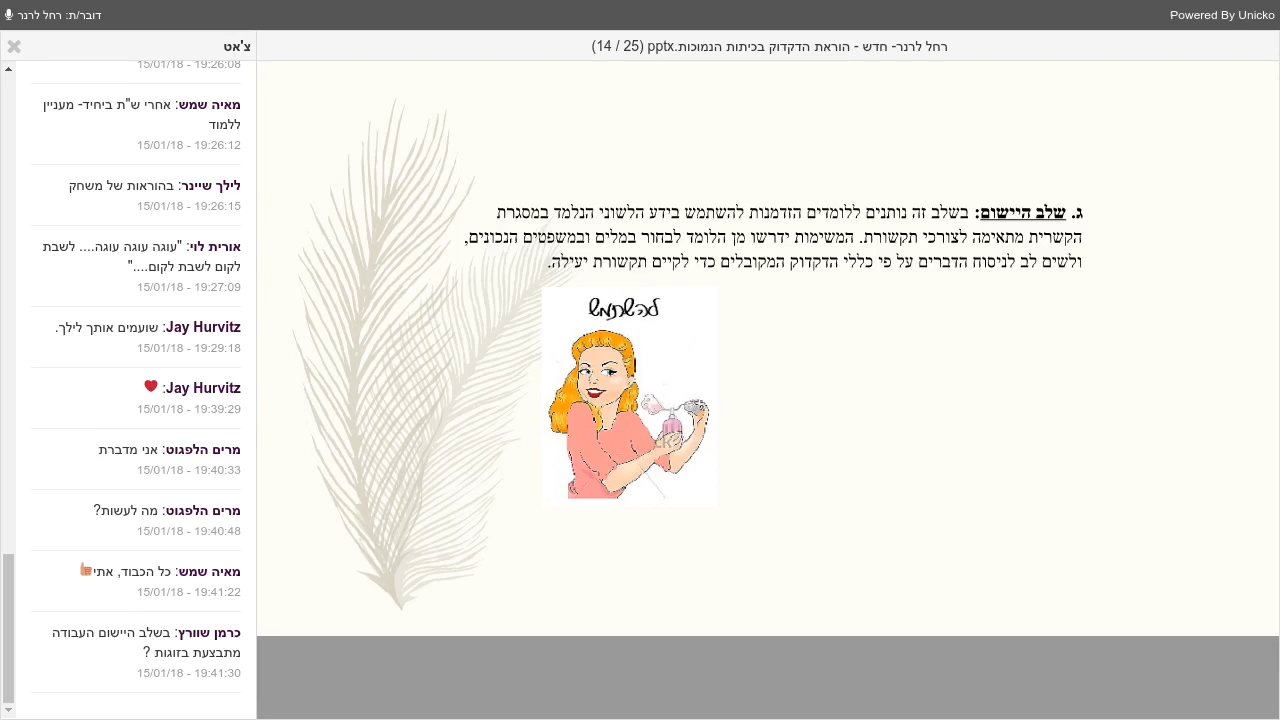 דובר/ת: רחל לרנר
Powered By Unicko
צ'אט
רחל לרנר- חדש - הוראת הדקדוק בכיתות הנמוכות.pptx (14 / 25)
15/01/18 - 19:26:08
מאיה שמש: אחרי ש"ת ביחיד- מעניין
ללמוד
15/01/18 - 19:26:12
לילך שיינר: בהוראות של משחק
15/01/18 - 19:26:15
אורית לוי: "עוגה עוגה עוגה.... לשבת
לקום לשבת לקום...."
15/01/18 - 19:27:09
Jay Hurvitz: שועמים אותך לילך.
15/01/18 - 19:29:18
Jay Hurvitz: ❤
15/01/18 - 19:39:29
מרים הלפגוט: אני מדברת
15/01/18 - 19:40:33
מרים הלפגוט: מה לעשות?
15/01/18 - 19:40:48
מאיה שמש: כל הכבוד, אתי👍
15/01/18 - 19:41:22
כרמן שוורץ: בשלב היישום העבודה
מתבצעת בזוגות ?
15/01/18 - 19:41:30
ג. שלב היישום: בשלב זה נותנים ללומדים הזדמנות להשתמש בידע הלשוני הנלמד במסגרת
הקשרית מתאימה לצורכי תקשורת. המשימות ידרשו מן הלומד לבחור במלים ובמשפטים הנכונים,
ולשים לב לניסוח הדברים על פי כללי הדקדוק המקובלים כדי לקיים תקשורת יעילה.
להשתמש